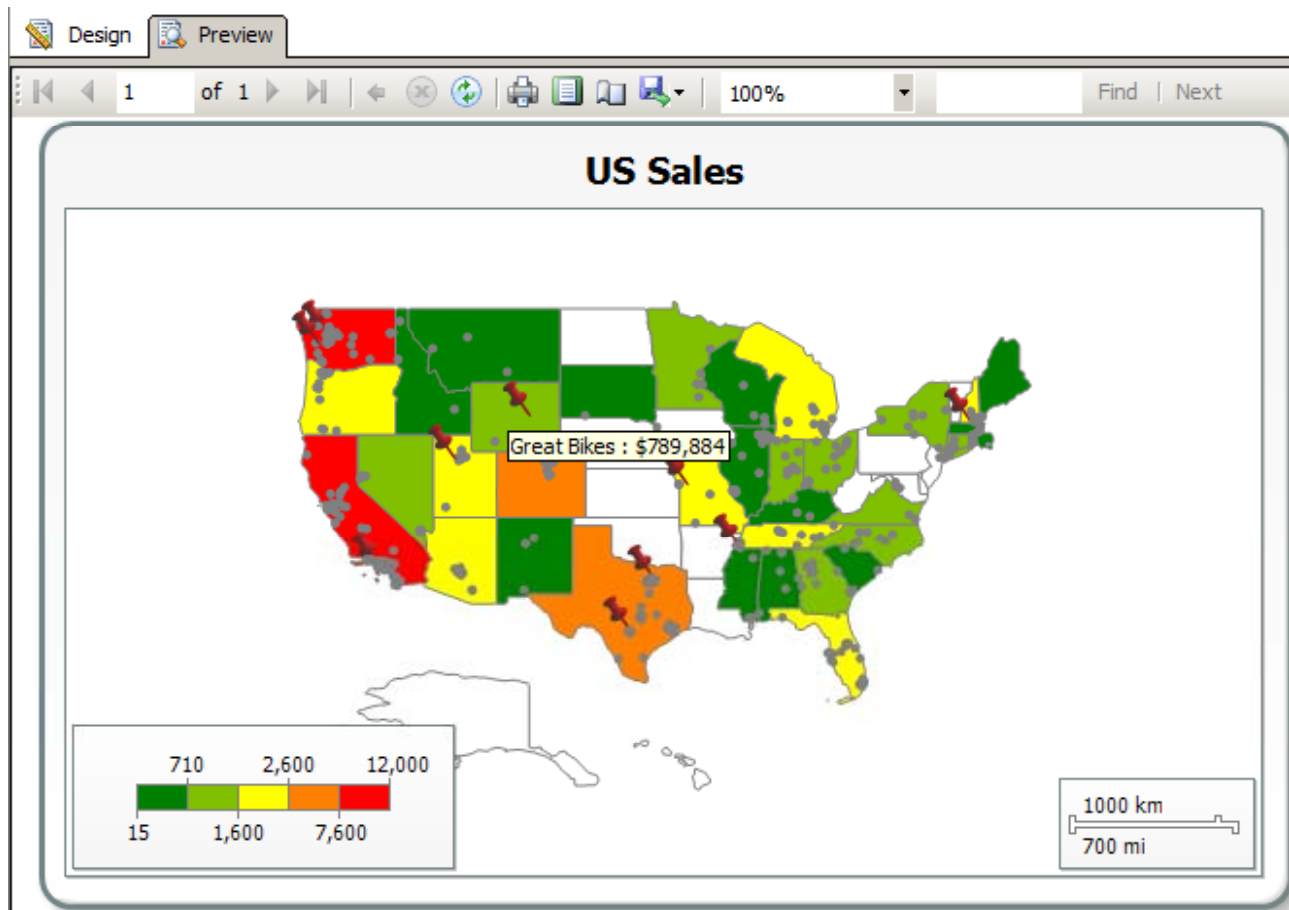 Design Preview
1 of 1 100% Find | Next
US Sales
Great Bikes : $789,884
710 2,600 12,000
15 1,600 7,600
1000 km
700 mi